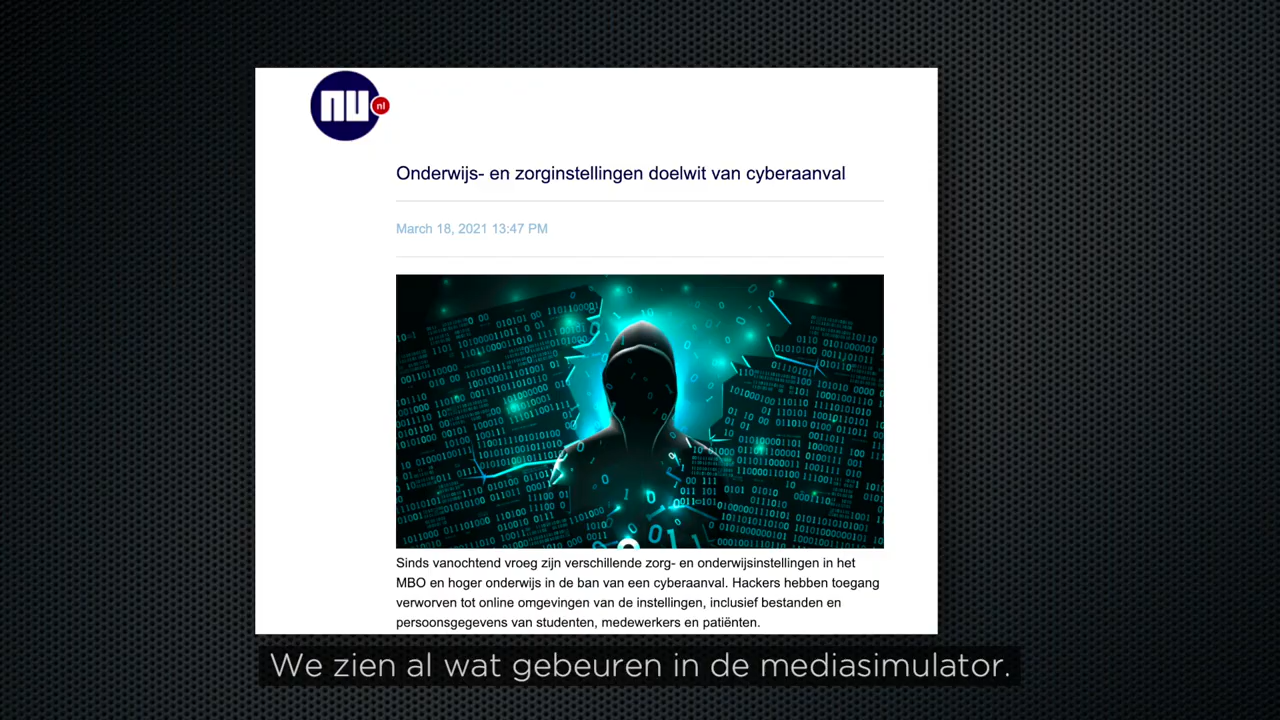 nu
nl
Onderwijs- en zorginstellingen doelwit van cyberaanval
March 18, 2021 13:47 PM
Sinds vanochtend vroeg zijn verschillende zorg- en onderwijsinstellingen in het
MBO en hoger onderwijs in de ban van een cyberaanval. Hackers hebben toegang
verworven tot online omgevingen van de instellingen, inclusief bestanden en
persoonsgegevens van studenten, medewerkers en patiënten.
We zien al wat gebeuren in de mediasimulator.